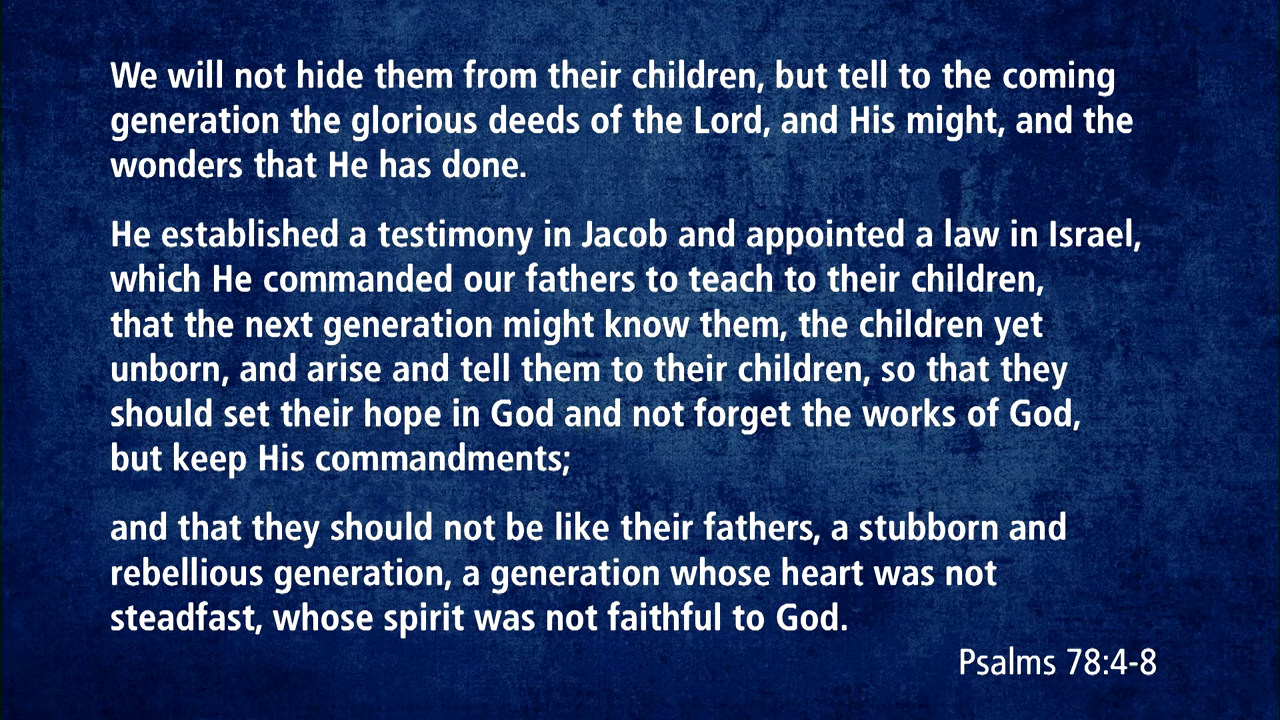 We will not hide them from their children, but tell to the coming
generation the glorious deeds of the Lord, and His might, and the
wonders that He has done.
He established a testimony in Jacob and appointed a law in Israel,
which He commanded our fathers to teach to their children,
that the next generation might know them, the children yet
unborn, and arise and tell them to their children, so that they
should set their hope in God and not forget the works of God,
but keep His commandments;
and that they should not be like their fathers, a stubborn and
rebellious generation, a generation whose heart was not
steadfast, whose spirit was not faithful to God.
Psalms 78:4-8